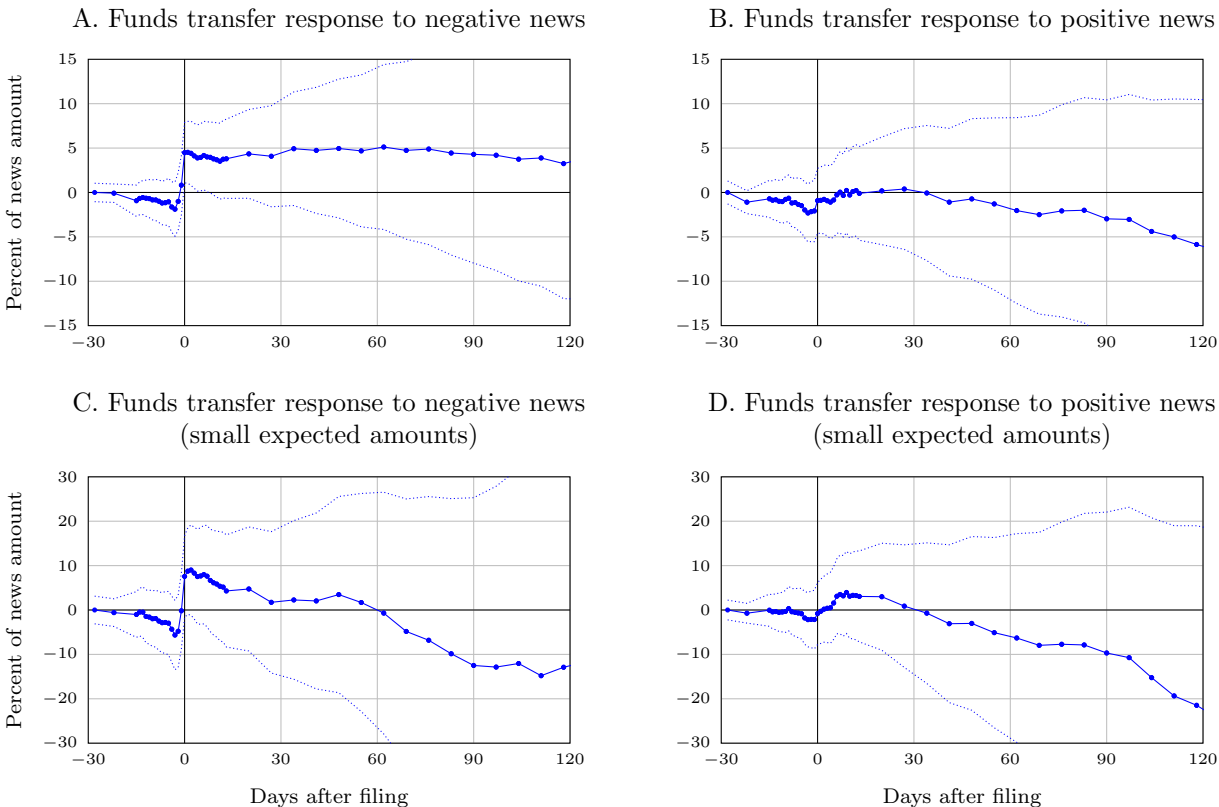 A. Funds transfer response to negative news
Percent of news amount
15
10
5
0
−5
−10
−15
−30 0 30 60 90 120
B. Funds transfer response to positive news
15
10
5
0
−5
−10
−15
−30 0 30 60 90 120
C. Funds transfer response to negative news
(small expected amounts)
Percent of news amount
30
20
10
0
−10
−20
−30
−30 0 30 60 90 120
Days after filing
D. Funds transfer response to positive news
(small expected amounts)
30
20
10
0
−10
−20
−30
−30 0 30 60 90 120
Days after filing